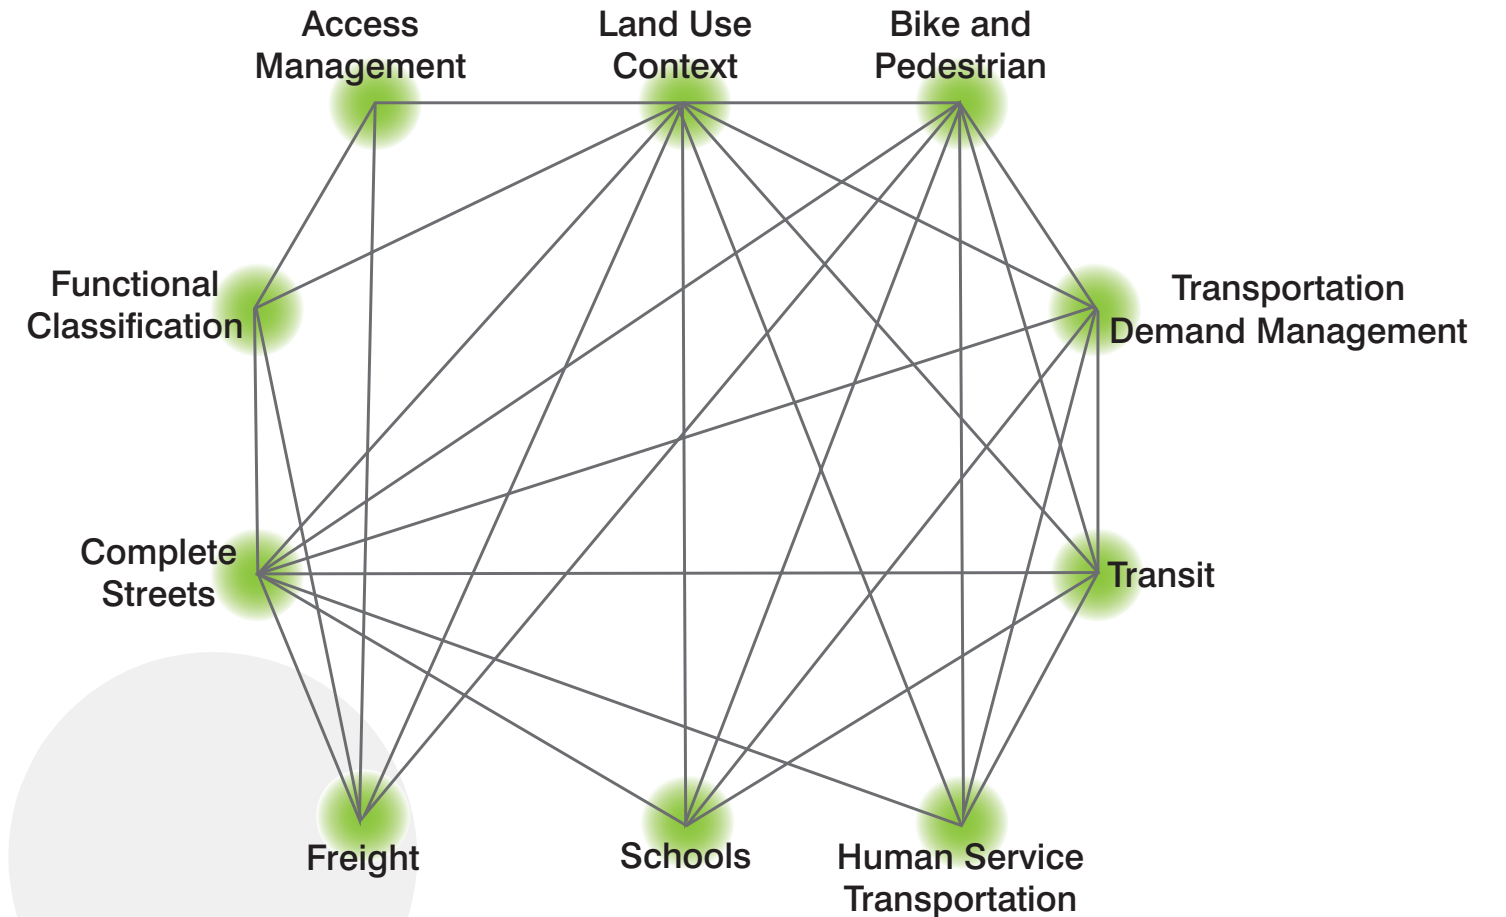 Access
Management
Land Use
Context
Bike and
Pedestrian
Functional
Classification
Transportation
Demand Management
Complete
Streets
Transit
Freight
Schools
Human Service
Transportation